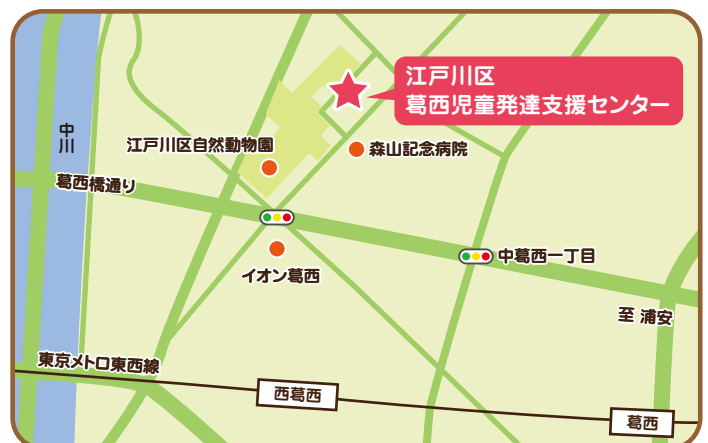 江戸川区
葛西児童発達支援センター
中川
江戸川区自然動物園
森山記念病院
葛西橋通り
中葛西一丁目
イオン葛西
至 浦安
東京メトロ東西線
西葛西
葛西